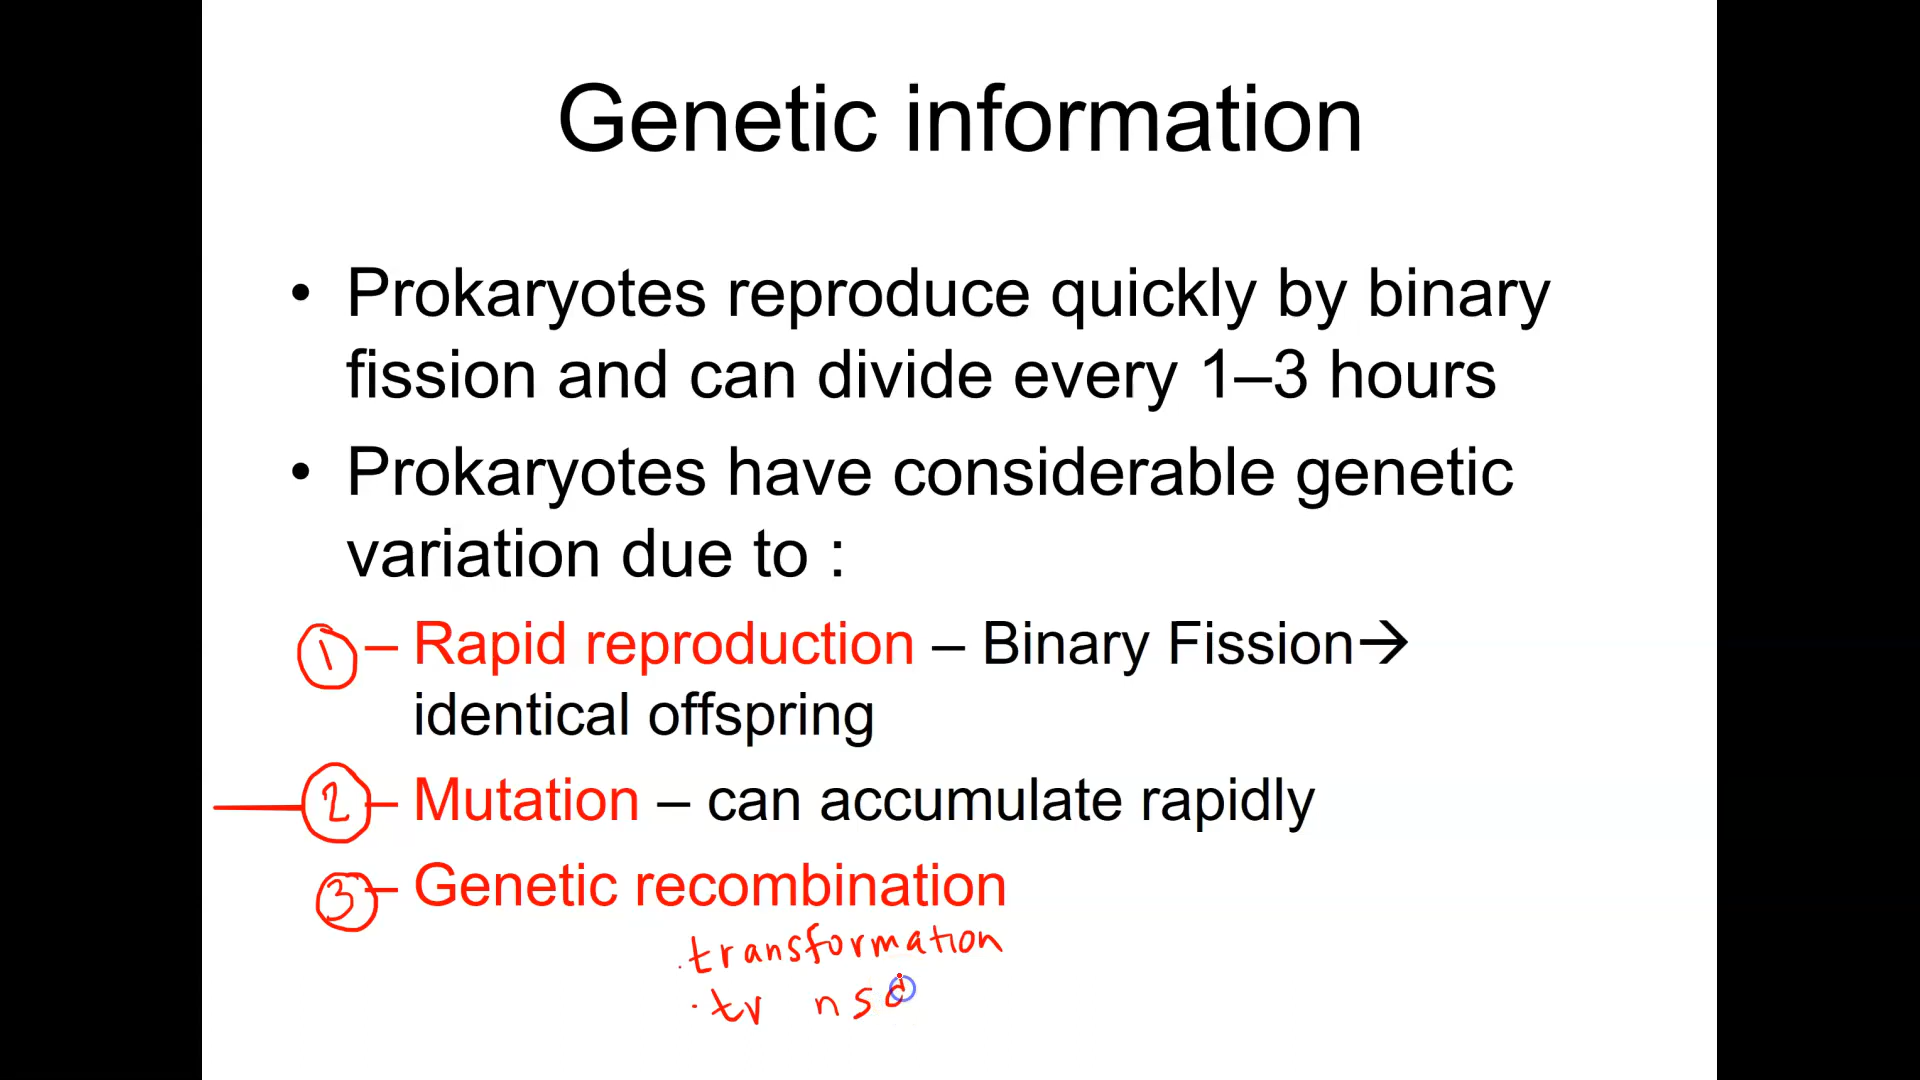 Genetic information
• Prokaryotes reproduce quickly by binary
fission and can divide every 1–3 hours
• Prokaryotes have considerable genetic
variation due to :
1 – Rapid reproduction – Binary Fission→
identical offspring
2 – Mutation – can accumulate rapidly
3 – Genetic recombination
· transformation